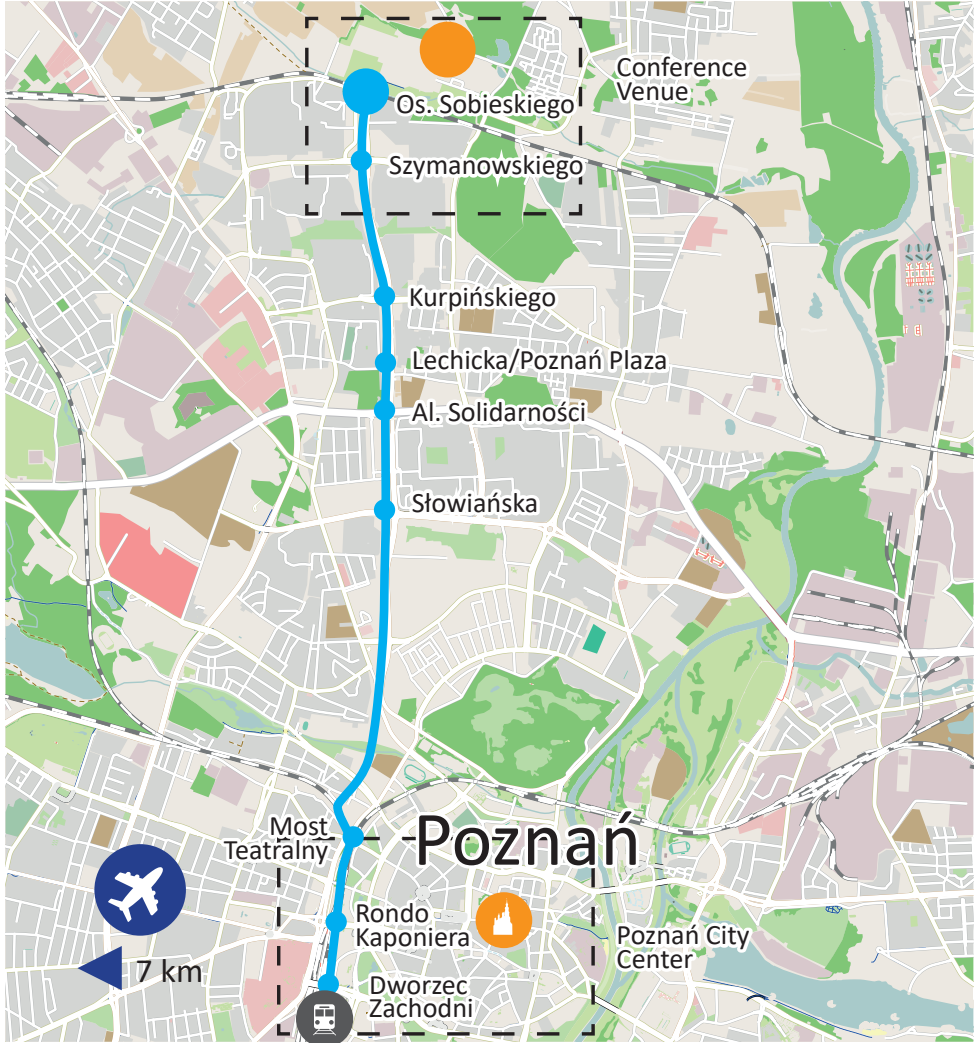 Conference
Venue
Os. Sobieskiego
Szymanowskiego
Kurpińskiego
Lechicka/Poznań Plaza
Al. Solidarności
Słowiańska
Most
Teatralny
Poznań
Rondo
Kaponiera
Poznań City
Center
7 km
Dworzec
Zachodni